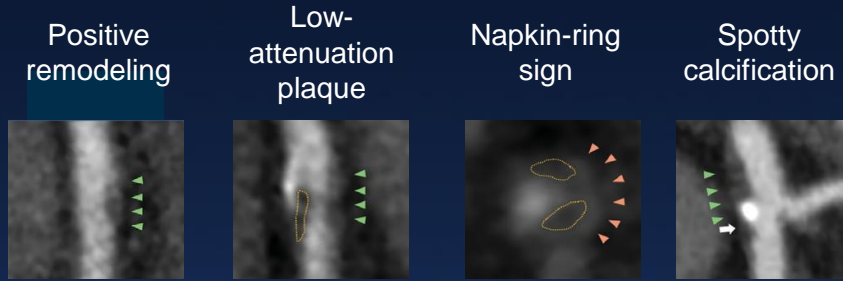 Positive
remodeling
Low-
attenuation
plaque
Napkin-ring
sign
Spotty
calcification